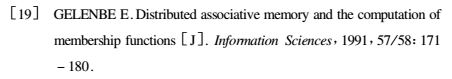 [19] GELENBE E. Distributed associative memory and the computation of
membership functions [J]. Information Sciences, 1991, 57/58: 171
– 180.